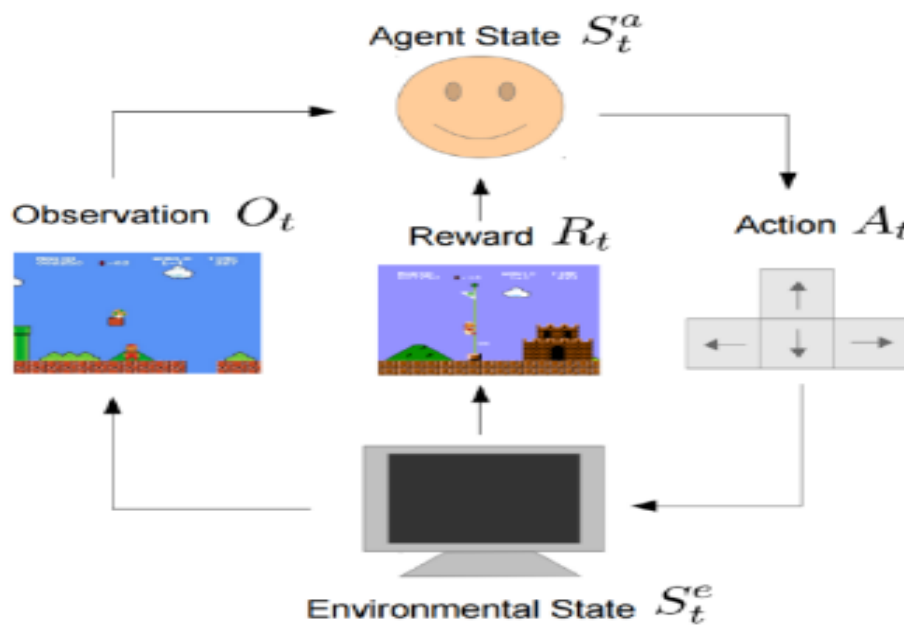 Agent State S_t^a
Observation O_t
Reward R_t
Action A_t
Environmental State S_t^e